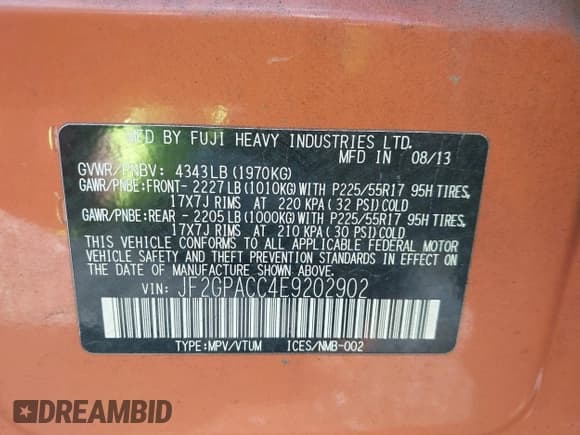 MFD BY FUJI HEAVY INDUSTRIES LTD.
MFD IN 08/13
GVWR/PNBV: 4343LB(1970KG)
GAWR/PNBE:FRONT- 2227LB(1010KG)WITH P225/55R17 95H TIRES,
17X7J RIMS AT 220 KPA( 32 PSI)COLD
GAWR/PNBE:REAR - 2205LB(1000KG)WITH P225/55R17 95H TIRES,
17X7J RIMS AT 210 KPA( 30 PSI)COLD
THIS VEHICLE CONFORMS TO ALL APPLICABLE FEDERAL MOTOR
VEHICLE SAFETY AND THEFT PREVENTION STANDARDS IN EFFECT
ON THE DATE OF MANUFACTURE SHOWN ABOVE.
VIN: JF2GPACC4E9202902
TYPE:MPV/VTUM ICES/NMB-002
DREAMBID